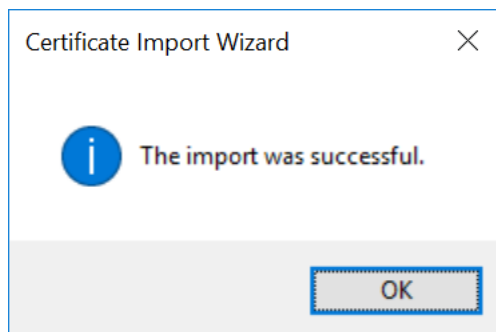 Certificate Import Wizard
The import was successful.
OK